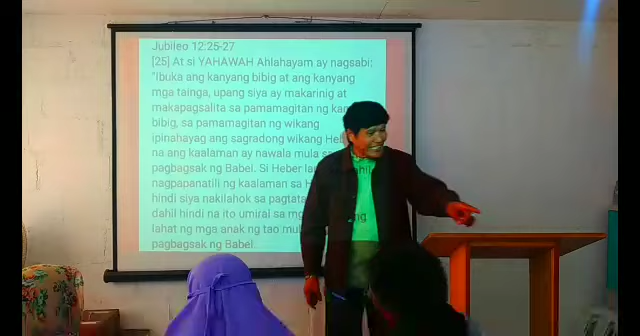 Jubileo 12:25-27
[25] At si YAHAWAH Ahlahayam ay nagsabi:
"Ibuka ang kanyang bibig at ang kanyang
mga tainga, upang siya ay makarinig at
makapagsalita sa pamamagitan ng
bibig, sa pamamagitan ng wikang
ipinahayag ang sagradong wikang
na ang kaalaman ay nawala mula
pagbagsak ng Babel. Si Heber
nagpapanatili ng kaalaman sa
hindi siya nakilahok sa
dahil hindi na ito umiral sa
lahat ng mga anak ng tao
pagbagsak ng Babel